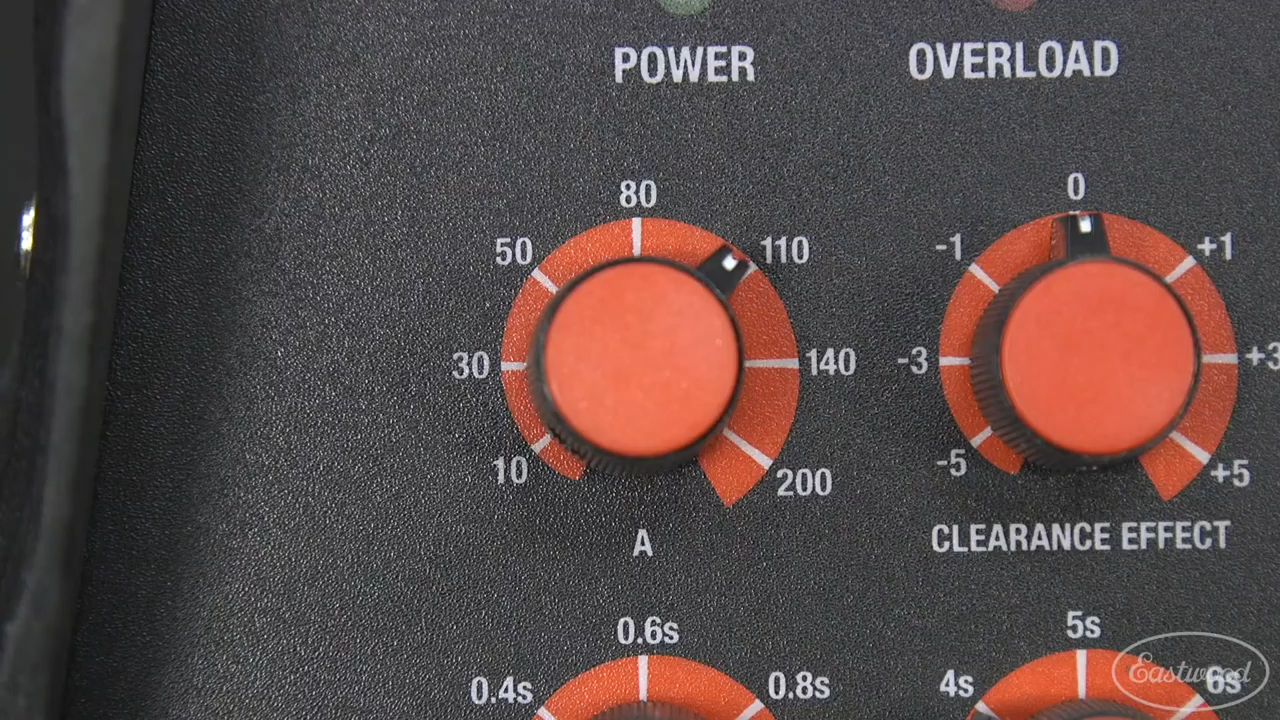 POWER OVERLOAD
80 0
50 110 -1 +1
30 140 -3 +3
10 200 -5 +5
A CLEARANCE EFFECT
0.6s 5s
0.4s 0.8s 4s 6s
Eastwood